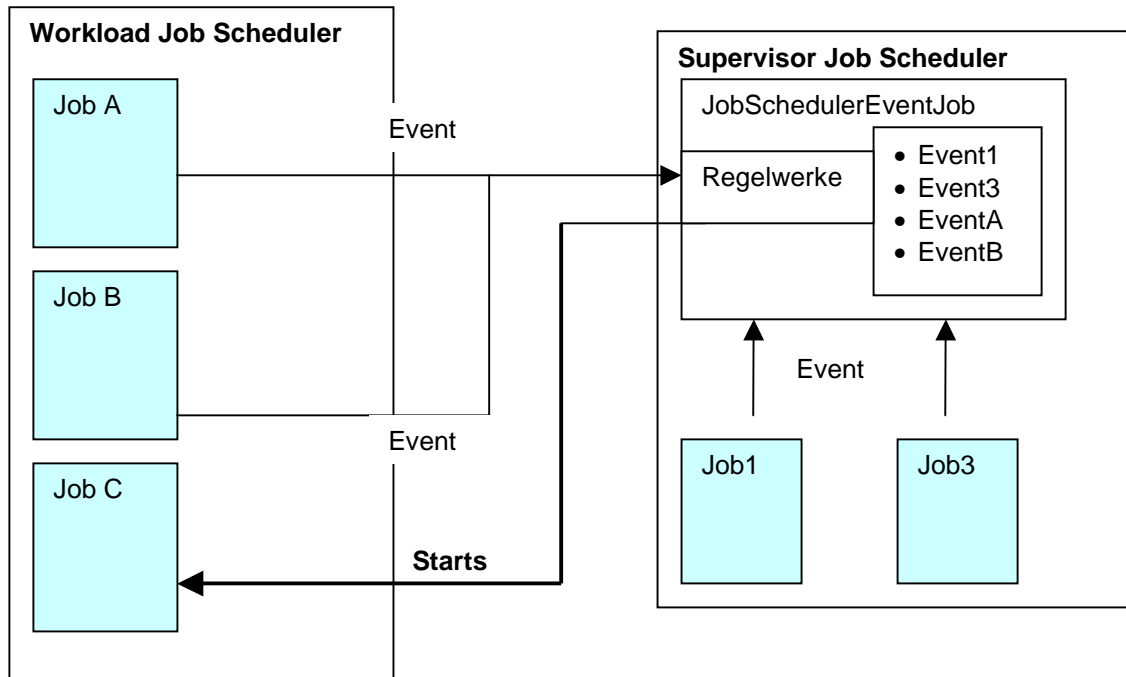 Workload Job Scheduler
Job A
Event
Job B
Event
Job C
Starts
Supervisor Job Scheduler
JobSchedulerEventJob
Regelwerke
• Event1
• Event3
• EventA
• EventB
Event
Job1
Job3